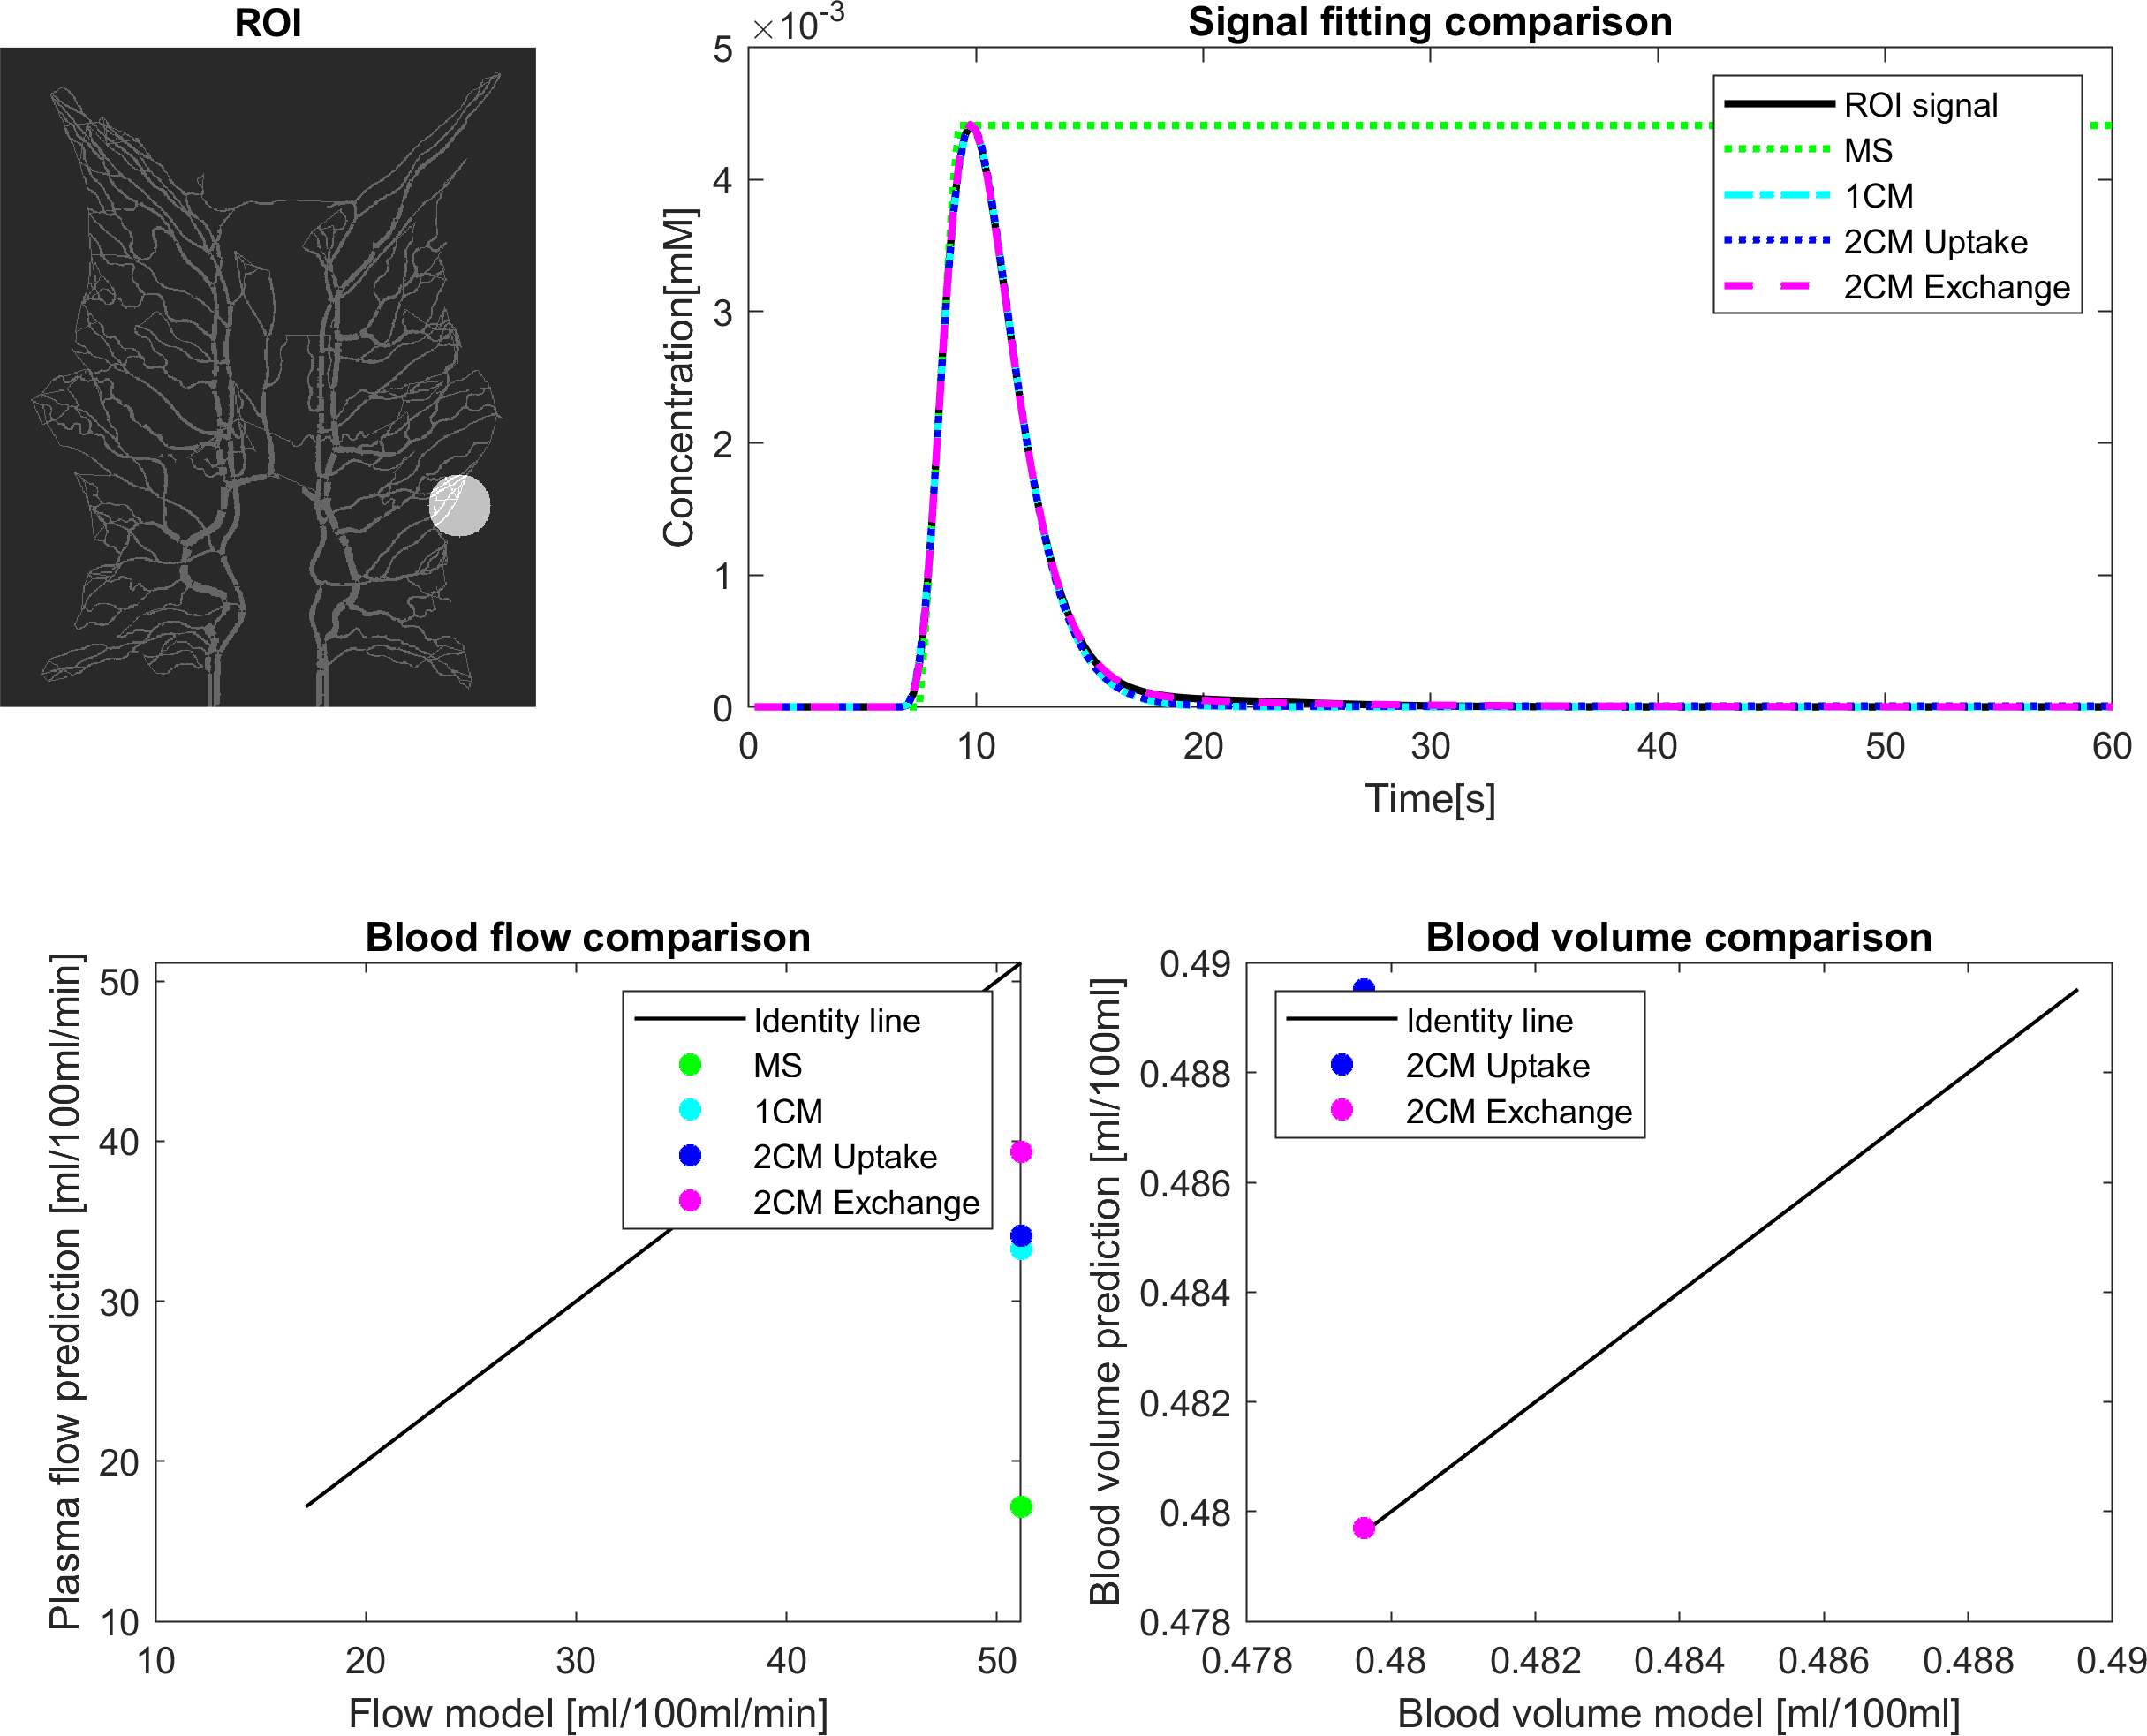 ROI
Signal fitting comparison
×10-3
5
4
3
2
1
0
Concentration[mM]
0 10 20 30 40 50 60
Time[s]
ROI signal
MS
1CM
2CM Uptake
2CM Exchange
Blood flow comparison
50
40
30
20
10
Plasma flow prediction [ml/100ml/min]
10 20 30 40 50
Flow model [ml/100ml/min]
Identity line
MS
1CM
2CM Uptake
2CM Exchange
Blood volume comparison
0.49
0.488
0.486
0.484
0.482
0.48
0.478
Blood volume prediction [ml/100ml]
0.478 0.48 0.482 0.484 0.486 0.488 0.49
Blood volume model [ml/100ml]
Identity line
2CM Uptake
2CM Exchange